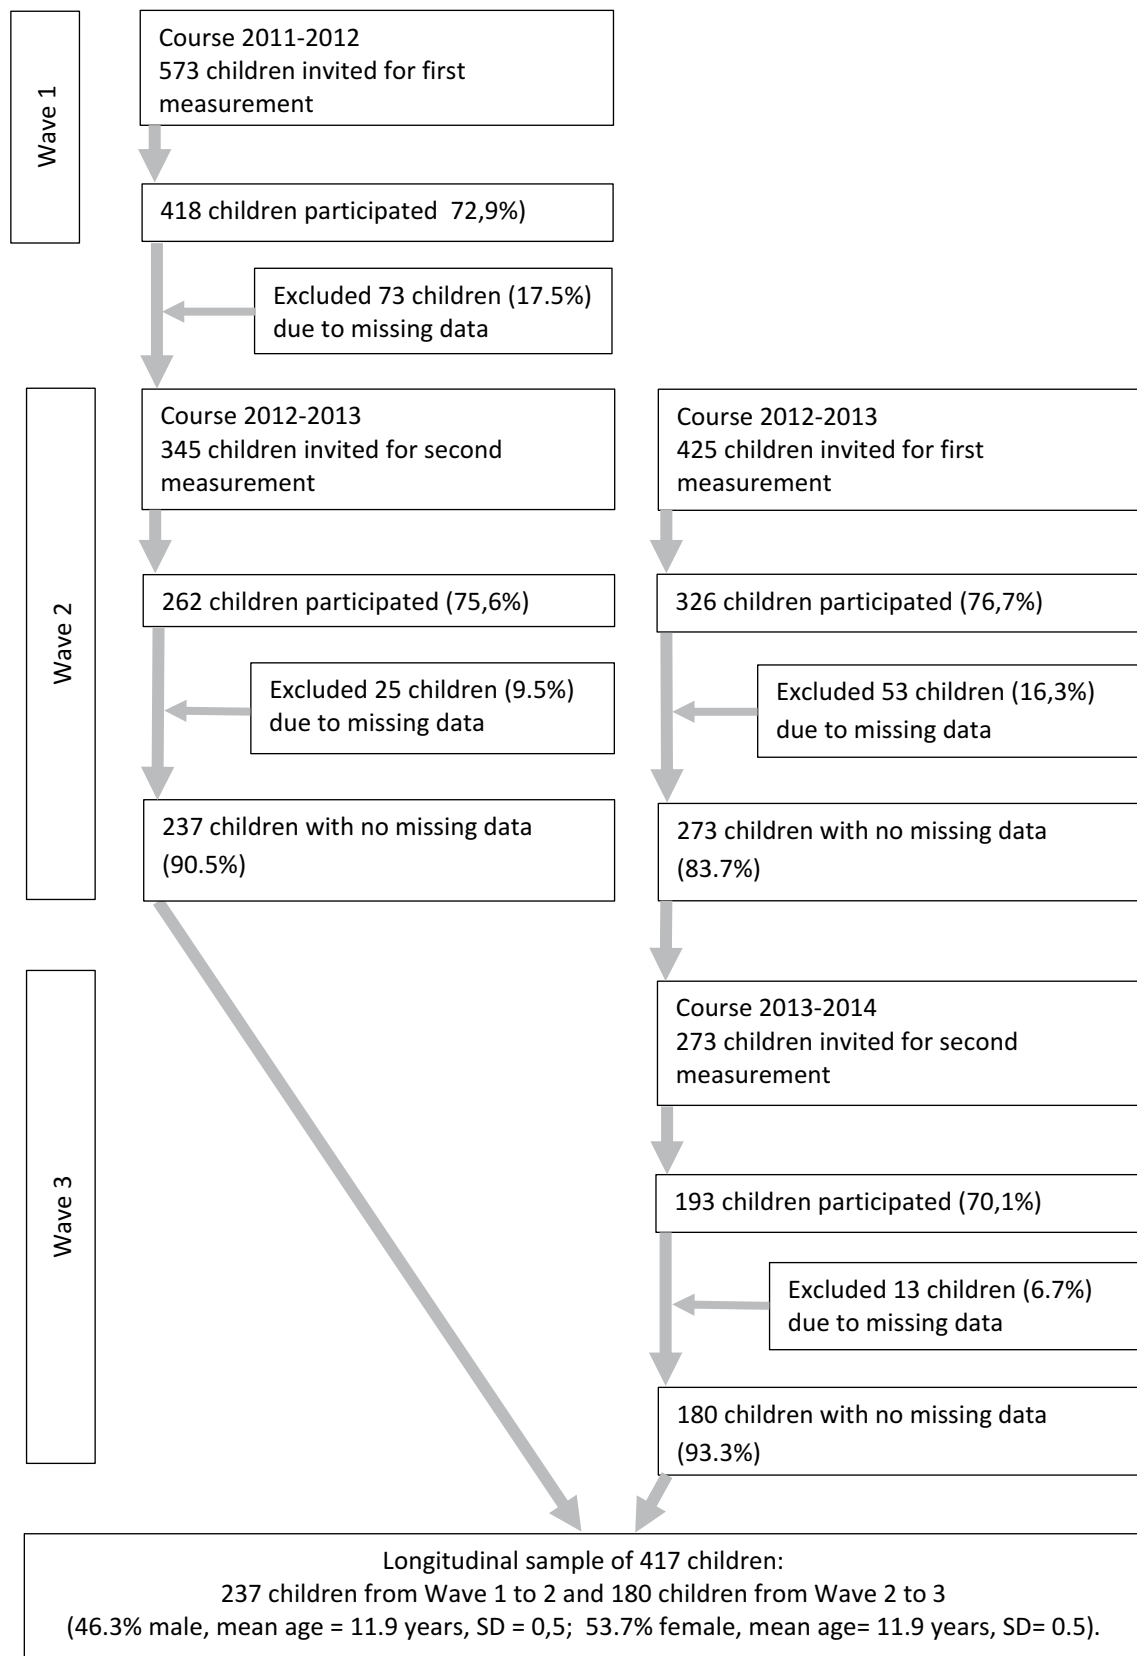 Wave 1
Course 2011-2012
573 children invited for first
measurement
418 children participated  72,9%)
Excluded 73 children (17.5%)
due to missing data
Wave 2
Course 2012-2013
345 children invited for second
measurement
262 children participated (75,6%)
Excluded 25 children (9.5%)
due to missing data
237 children with no missing data
(90.5%)
Course 2012-2013
425 children invited for first
measurement
326 children participated (76,7%)
Excluded 53 children (16,3%)
due to missing data
273 children with no missing data
(83.7%)
Wave 3
Course 2013-2014
273 children invited for second
measurement
193 children participated (70,1%)
Excluded 13 children (6.7%)
due to missing data
180 children with no missing data
(93.3%)
Longitudinal sample of 417 children:
237 children from Wave 1 to 2 and 180 children from Wave 2 to 3
(46.3% male, mean age = 11.9 years, SD = 0,5;  53.7% female, mean age= 11.9 years, SD= 0.5).